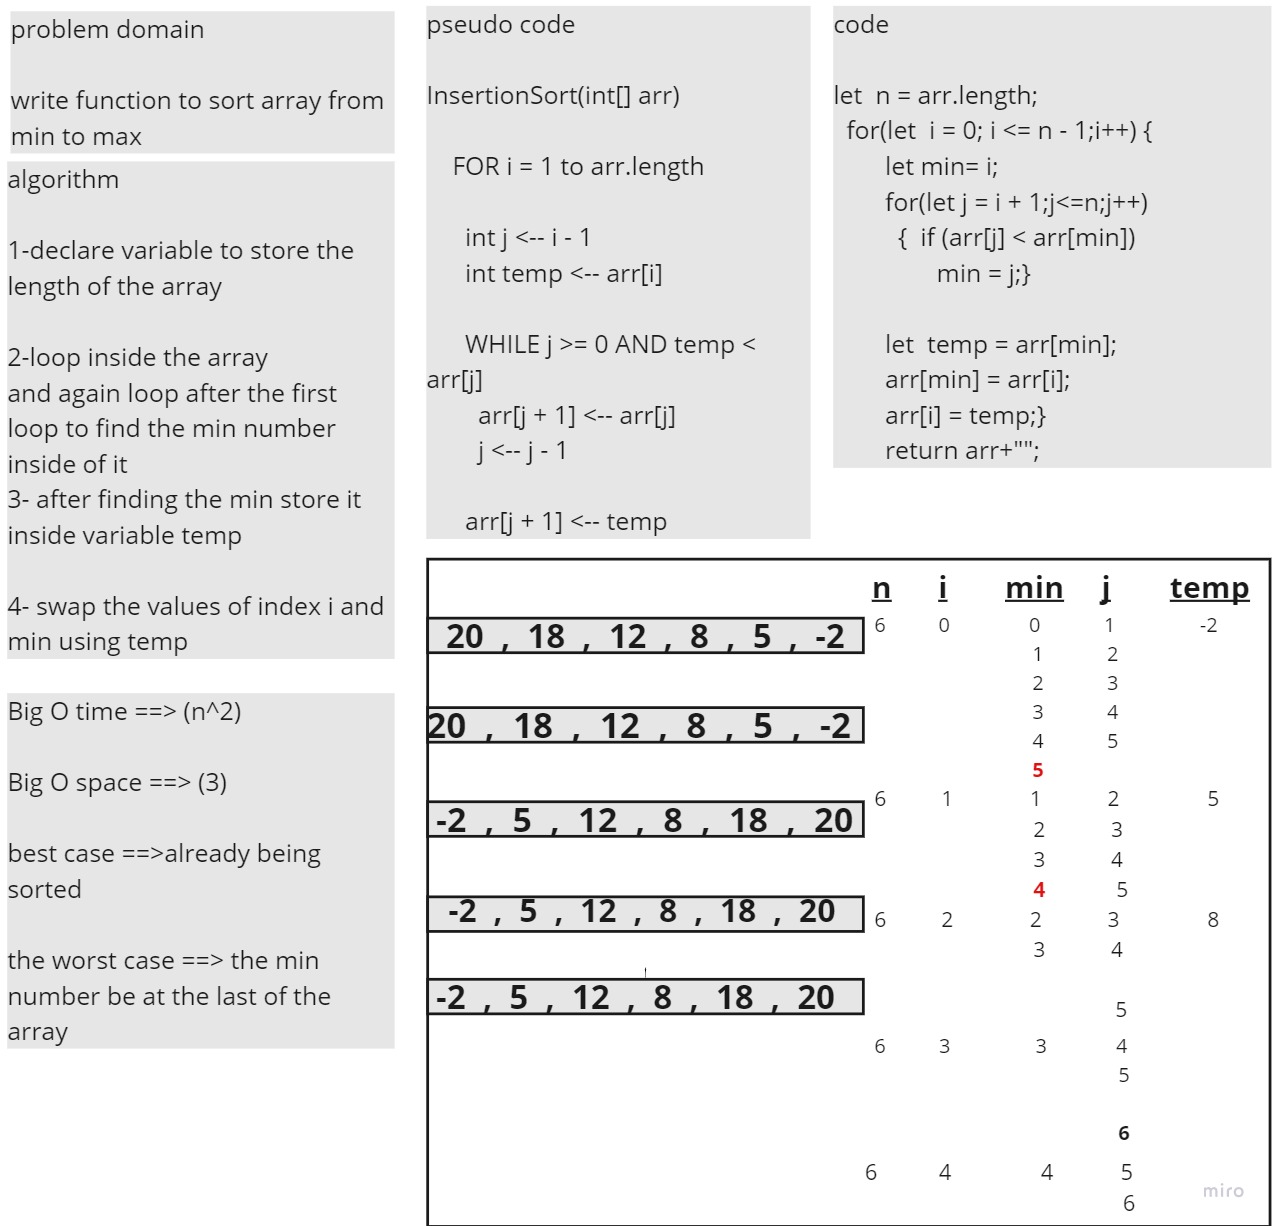 problem domain
write function to sort array from
min to max
algorithm
1-declare variable to store the
length of the array
2-loop inside the array
and again loop after the first
loop to find the min number
inside of it
3- after finding the min store it
inside variable temp
4- swap the values of index i and
min using temp
Big O time ==> (n^2)
Big O space ==> (3)
best case ==>already being
sorted
the worst case ==> the min
number be at the last of the
array
pseudo code
InsertionSort(int[] arr)
FOR i = 1 to arr.length
int j <-- i - 1
int temp <-- arr[i]
WHILE j >= 0 AND temp <
arr[j]
arr[j + 1] <-- arr[j]
j <-- j - 1
arr[j + 1] <-- temp
code
let n = arr.length;
for(let i = 0; i <= n - 1;i++) {
let min= i;
for(let j = i + 1;j<=n;j++)
{ if (arr[j] < arr[min])
min = j;}
let temp = arr[min];
arr[min] = arr[i];
arr[i] = temp;}
return arr+"";
n i min j temp
20 , 18 , 12 , 8 , 5 , -2 6 0 0 1 -2
1 2
2 3
20 , 18 , 12 , 8 , 5 , -2 3 4
4 5
5
6 1 1 2 5
-2 , 5 , 12 , 8 , 18 , 20 2 3
3 4
4 5
-2 , 5 , 12 , 8 , 18 , 20 6 2 2 3 8
3 4
-2 , 5 , 12 , 8 , 18 , 20 5
6 3 3 4
5
6
6 4 4 5
6
miro